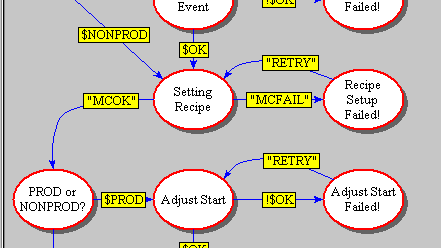 Event
!$OK
Failed!
$NONPROD
$OK
"RETRY"
Setting
Recipe
"MCOK"
"MCFAIL"
Recipe
Setup
Failed!
"RETRY"
PROD or
NONPROD?
$PROD
Adjust Start
!$OK
Adjust Start
Failed!
$OK